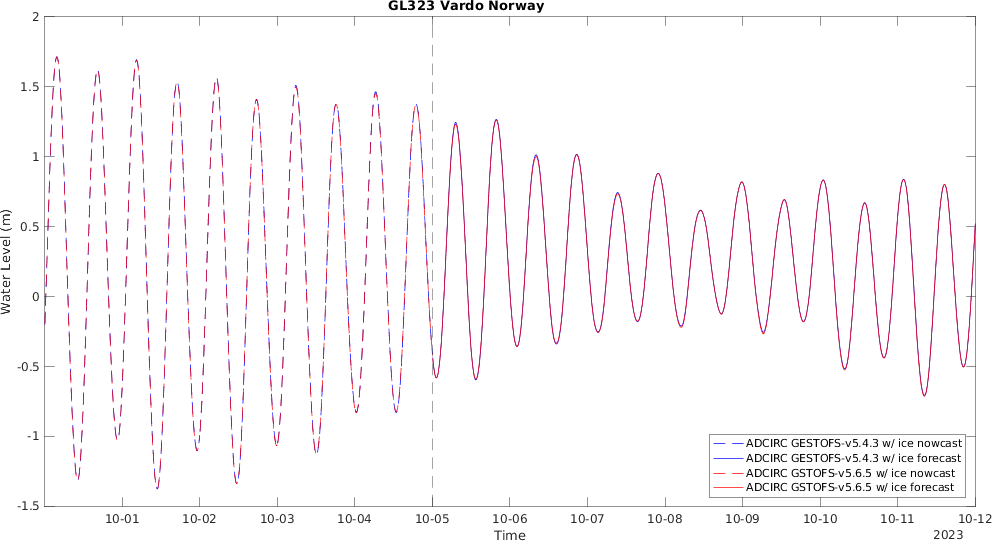 GL323 Vardo Norway
2
1.5
1
0.5
0
-0.5
-1
-1.5
Water Level (m)
10-01 10-02 10-03 10-04 10-05 10-06 10-07 10-08 10-09 10-10 10-11 10-12
Time
2023
ADCIRC GESTOFS-v5.4.3 w/ ice nowcast
ADCIRC GESTOFS-v5.4.3 w/ ice forecast
ADCIRC GSTOFS-v5.6.5 w/ ice nowcast
ADCIRC GSTOFS-v5.6.5 w/ ice forecast